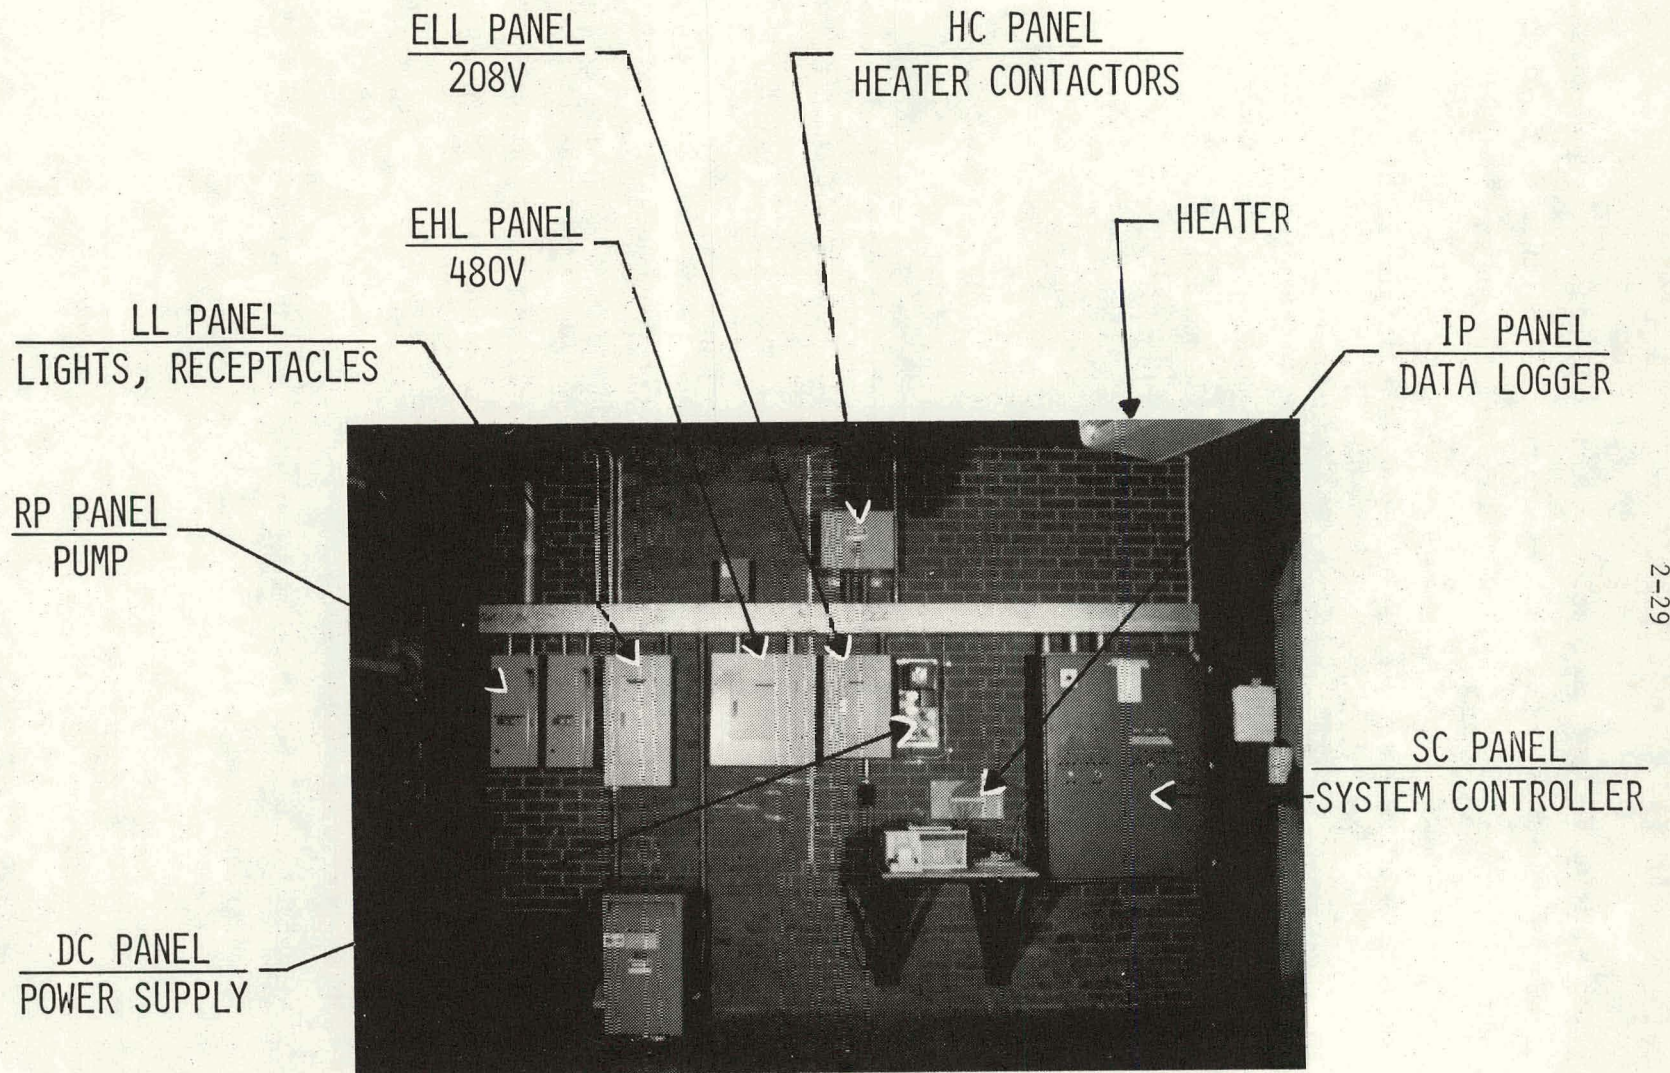 ELL PANEL
208V
HC PANEL
HEATER CONTACTORS
EHL PANEL
480V
HEATER
LL PANEL
LIGHTS, RECEPTACLES
IP PANEL
DATA LOGGER
RP PANEL
PUMP
2-29
SC PANEL
SYSTEM CONTROLLER
DC PANEL
POWER SUPPLY